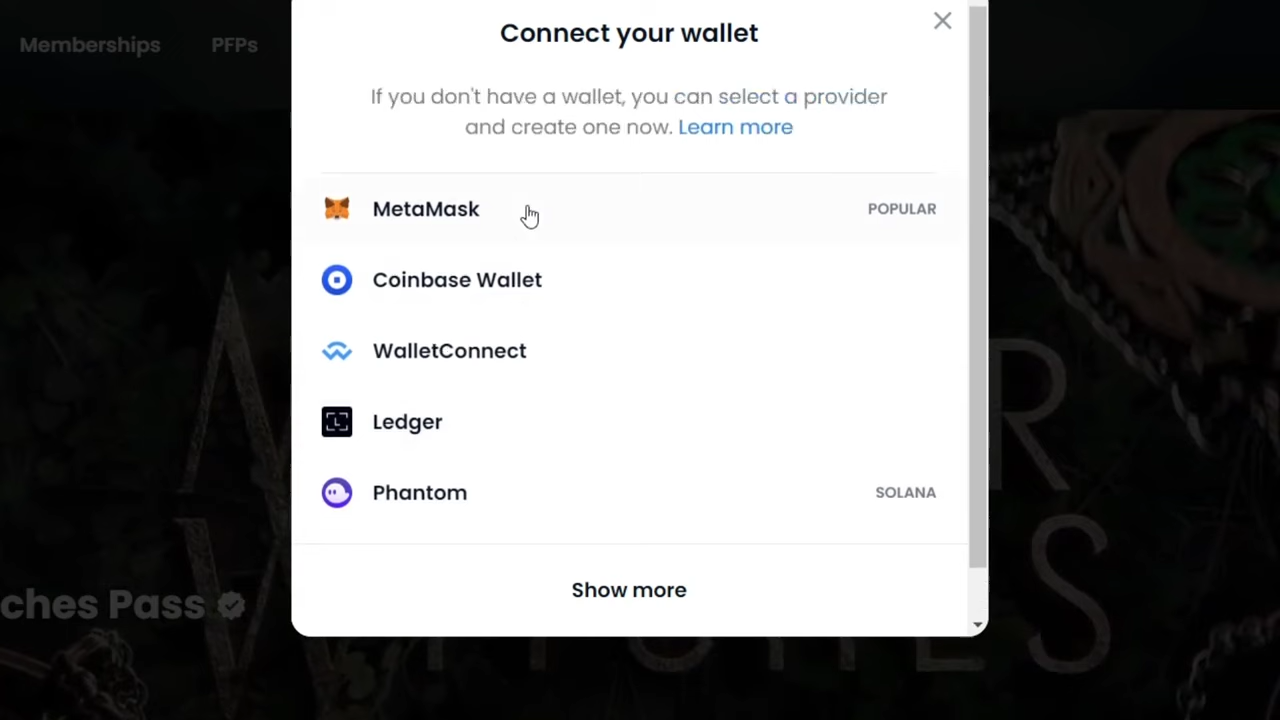 Memberships PFPs
Connect your wallet
If you don't have a wallet, you can select a provider
and create one now. Learn more
MetaMask POPULAR
Coinbase Wallet
WalletConnect
Ledger
Phantom SOLANA
Show more
ches Pass